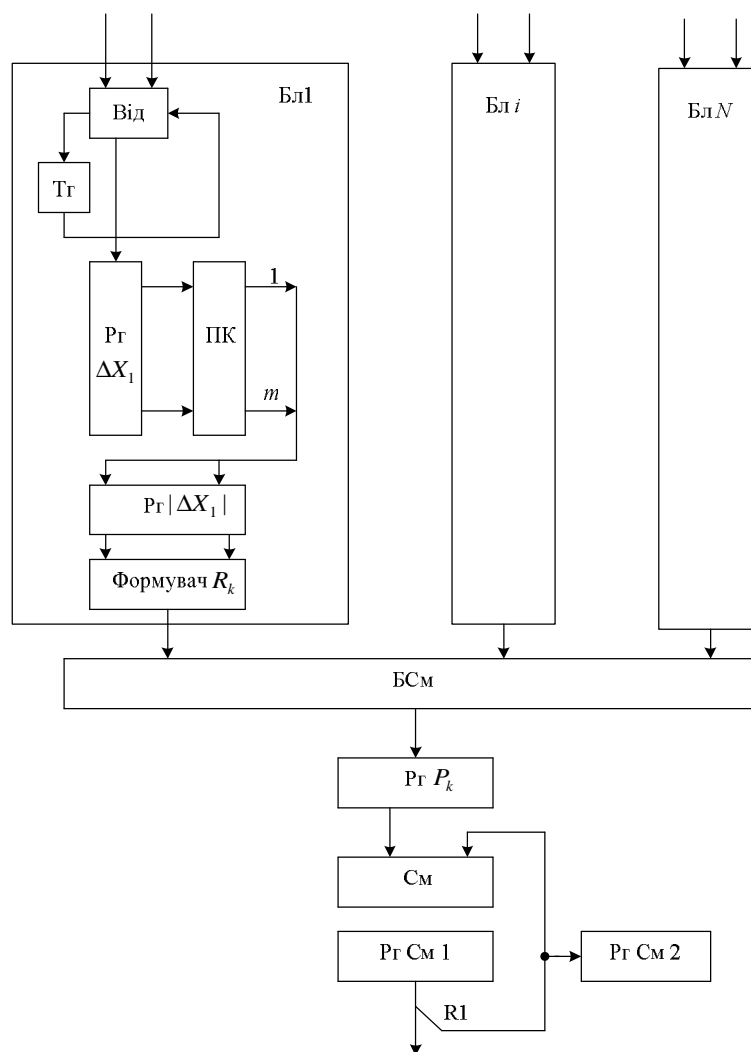 Бл1
Бл i
Бл N
Від
Тг
1
Рг
ΔX₁
ПК
m
Рг |ΔX₁|
Формувач Rₖ
БСм
Рг Pₖ
См
Рг См 1
Рг См 2
R1